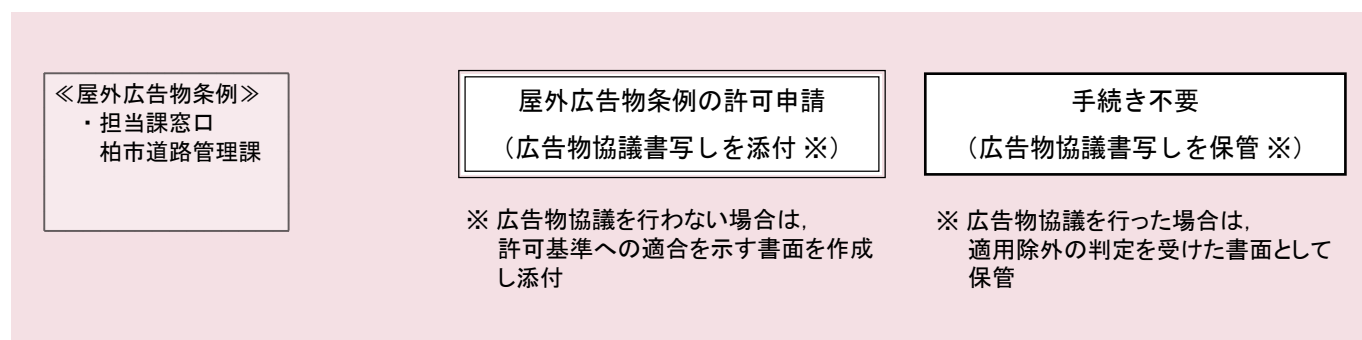 ≪屋外広告物条例≫
・担当課窓口
柏市道路管理課
屋外広告物条例の許可申請
（広告物協議書写しを添付 ※）
※ 広告物協議を行わない場合は,
許可基準への適合を示す書面を作成
し添付
手続き不要
（広告物協議書写しを保管 ※）
※ 広告物協議を行った場合は,
適用除外の判定を受けた書面として
保管